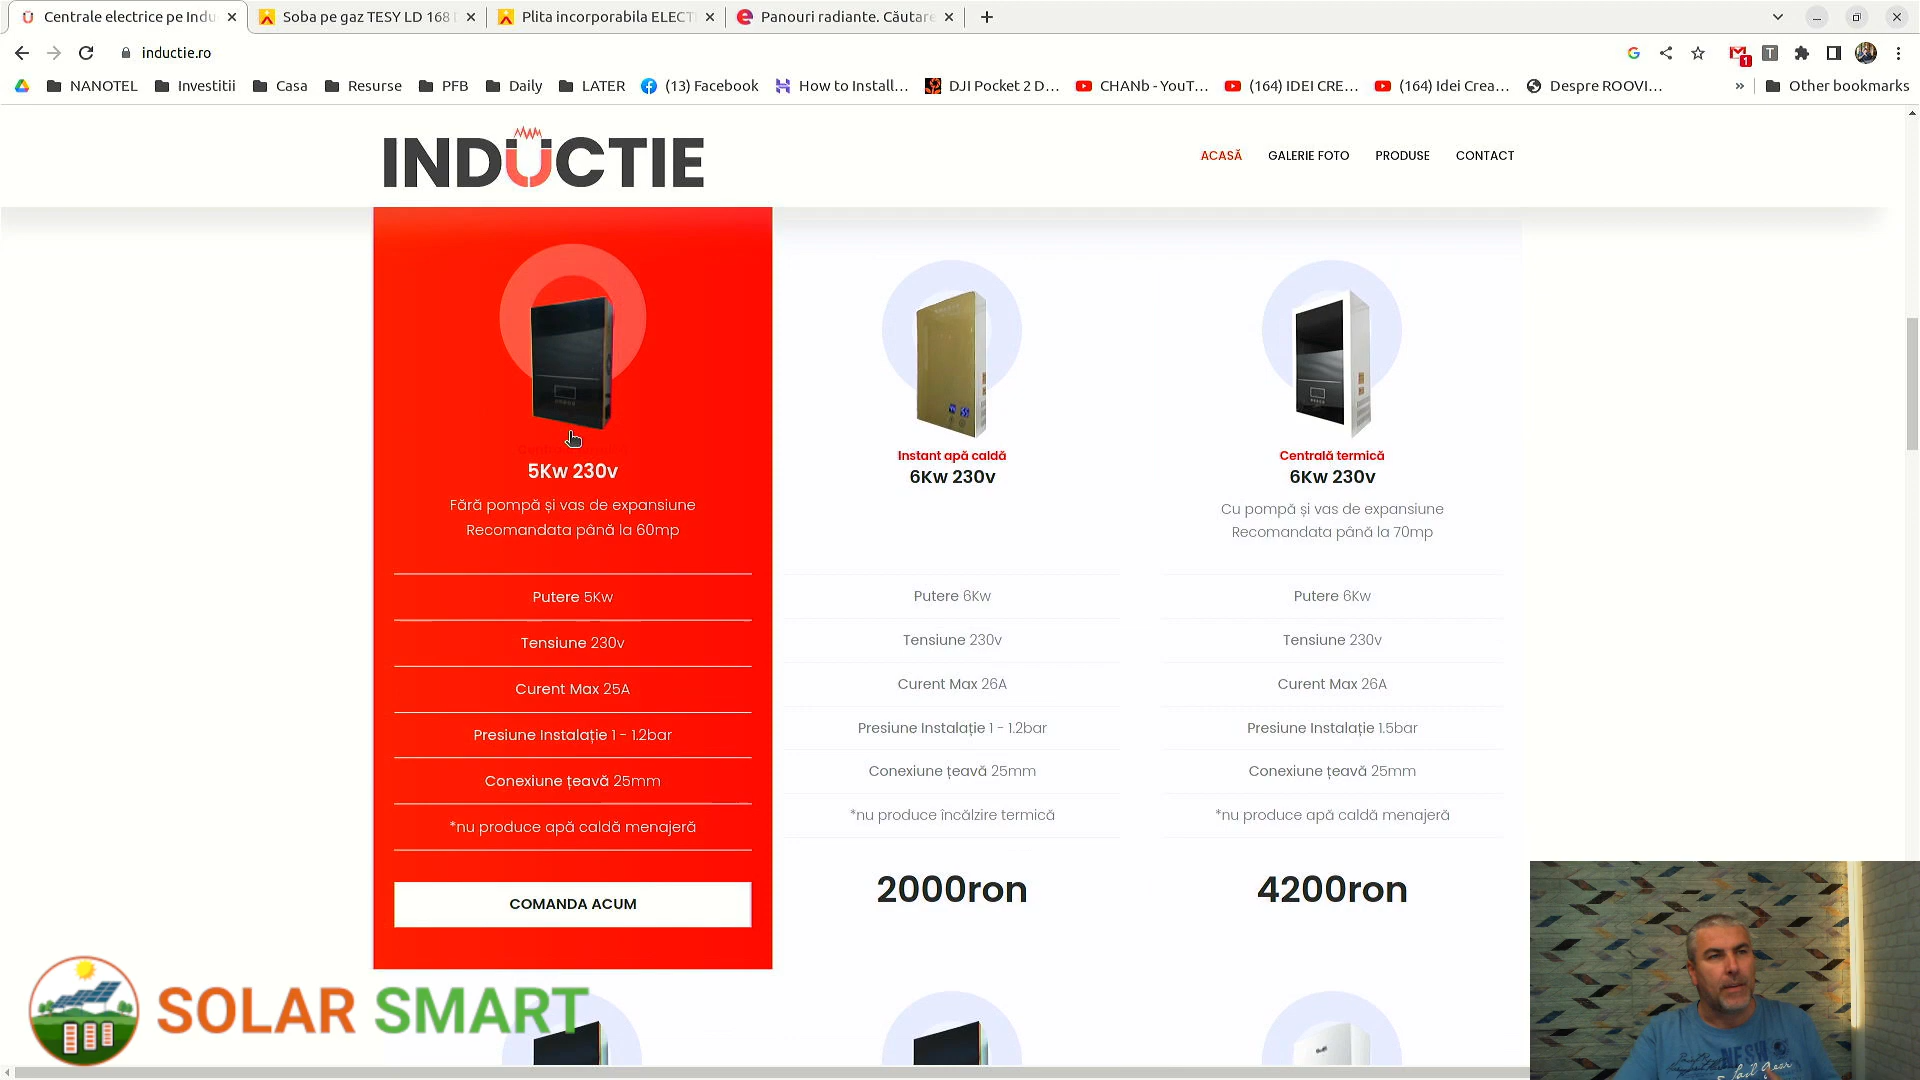 Centrale electrice pe Indu
Soba pe gaz TESY LD 168
Plita incorporabila ELECT
Panouri radiante. Căutare
inductie.ro
NANOTEL
Investitii
Casa
Resurse
PFB
Daily
LATER
(13) Facebook
How to Install…
DJI Pocket 2 D…
CHANb - YouT…
(164) IDEI CRE…
(164) Idei Crea…
Despre ROOVI…
»
Other bookmarks
INDUCTIE
ACASĂ
GALERIE FOTO
PRODUSE
CONTACT
5Kw 230v
Fără pompă și vas de expansiune
Recomandata până la 60mp
Putere 5Kw
Tensiune 230v
Curent Max 25A
Presiune Instalație 1 - 1.2bar
Conexiune țeavă 25mm
*nu produce apă caldă menajeră
COMANDA ACUM
Instant apă caldă
6Kw 230v
Putere 6Kw
Tensiune 230v
Curent Max 26A
Presiune Instalație 1 - 1.2bar
Conexiune țeavă 25mm
*nu produce încălzire termică
2000ron
Centrală termică
6Kw 230v
Cu pompă și vas de expansiune
Recomandata până la 70mp
Putere 6Kw
Tensiune 230v
Curent Max 26A
Presiune Instalație 1.5bar
Conexiune țeavă 25mm
*nu produce apă caldă menajeră
4200ron
SOLAR SMART